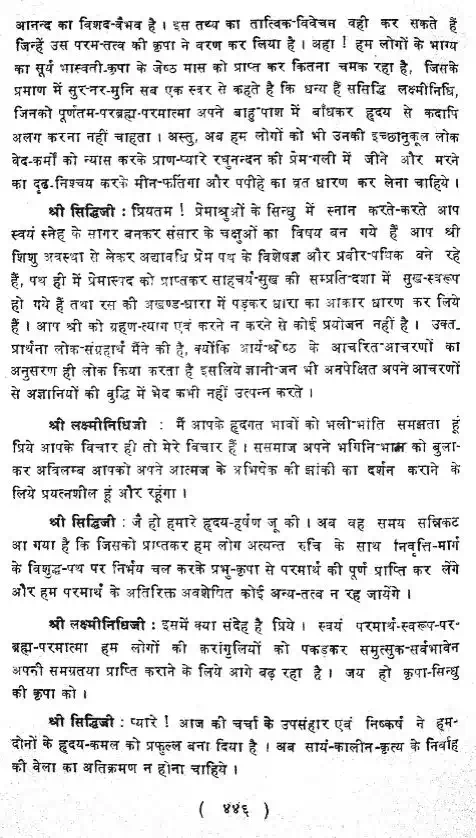 आनन्द का विशद-वैभव है । इस तथ्य का तात्विक-विवेचन वही कर सकते हैं
जिन्हें उस परम-तत्व की कृपा ने वरण कर लिया है । अहा ! हम लोगों के भाग्य
का सूर्य भास्वती-कृपा के जेष्ठ मास को प्राप्त कर कितना चमक रहा है, जिसके
प्रमाण में सुर-नर-मुनि सब एक स्वर से कहते है कि धन्य हैं ससिद्धि लक्ष्मीनिधि,
जिनको पूर्णतम-परब्रह्म-परमात्मा अपने बाहु-पाश में बाँधकर हृदय से कदापि
अलग करना नहीं चाहता । अस्तु, अब हम लोगों को भी उनकी इच्छानुकूल लोक
वेद-कर्मों को न्यास करके प्राण-प्यारे रघुनन्दन की प्रेम-गली में जीने और मरने
का दृढ़-निश्चय करके मीन-फतिंगा और पपीहे का व्रत धारण कर लेना चाहिये ।
श्री सिद्धिजी : प्रियतम ! प्रेमाश्रुओं के सिन्धु में स्नान करते-करते आप
स्वयं स्नेह के सागर बनकर संसार के चक्षुओं का विषय बन गये हैं आप श्री
शिशु अवस्था से लेकर अद्यावधि प्रेम पथ के विशेषज्ञ और प्रवीर-पथिक बने रहे
हैं, पथ ही में प्रेमास्पद को प्राप्तकर साहचर्य-सुख की सम्प्रति-दशा में सुख-स्वरूप
हो गये हैं तथा रस की अखण्ड-धारा में पड़कर धारा का आकार धारण कर लिये
हैं । आप श्री को ग्रहण-त्याग एवं करने न करने से कोई प्रयोजन नहीं है । उक्त-
प्रार्थना लोक-संग्रहार्थ मैंने की है, क्योंकि आर्य-श्रेष्ठ के आचरित-आचरणों का
अनुसरण ही लोक किया करता है इसलिये ज्ञानी-जन भी अनपेक्षित अपने आचरणों
से अज्ञानियों की बुद्धि में भेद कभी नहीं उत्पन्न करते ।
श्री लक्ष्मीनिधिजी : मैं आपके हृदगत भावों को भली-भांति समझता हूं
प्रिये आपके विचार ही तो मेरे विचार हैं । ससमाज अपने भगिनि-भाम को बुला-
कर अविलम्ब आपको अपने आत्मज के अभिषेक की झांकी का दर्शन कराने के
लिये प्रयत्नशील हूं और रहूंगा ।
श्री सिद्धिजी : जै हो हमारे हृदय-हर्षण जू की । अब वह समय सन्निकट
आ गया है कि जिसको प्राप्तकर हम लोग अत्यन्त रुचि के साथ निवृत्ति-मार्ग
के विशुद्ध-पथ पर निर्भय चल करके प्रभु-कृपा से परमार्थ की पूर्ण प्राप्ति कर लेंगे
और हम परमार्थ के अतिरिक्त अवशेषित कोई अन्य-तत्व न रह जायेंगे ।
श्री लक्ष्मीनिधिजी : इसमें क्या संदेह है प्रिये । स्वयं परमार्थ-स्वरूप-पर-
ब्रह्म-परमात्मा हम लोगों की करांगुलियों को पकड़कर समुत्सुक-सर्वभावेन
अपनी समग्रतया प्राप्ति कराने के लिये आगे बढ़ रहा है । जय हो कृपा-सिन्धु
की कृपा को ।
श्री सिद्धिजी : प्यारे ! आज की चर्चा के उपसंहार एवं निष्कर्ष ने हम-
दोनों के हृदय-कमल को प्रफुल्ल बना दिया है । अब सायं-कालीन-कृत्य के निर्वाह
की वेला का अतिक्रमण न होना चाहिये ।
( ४४६ )